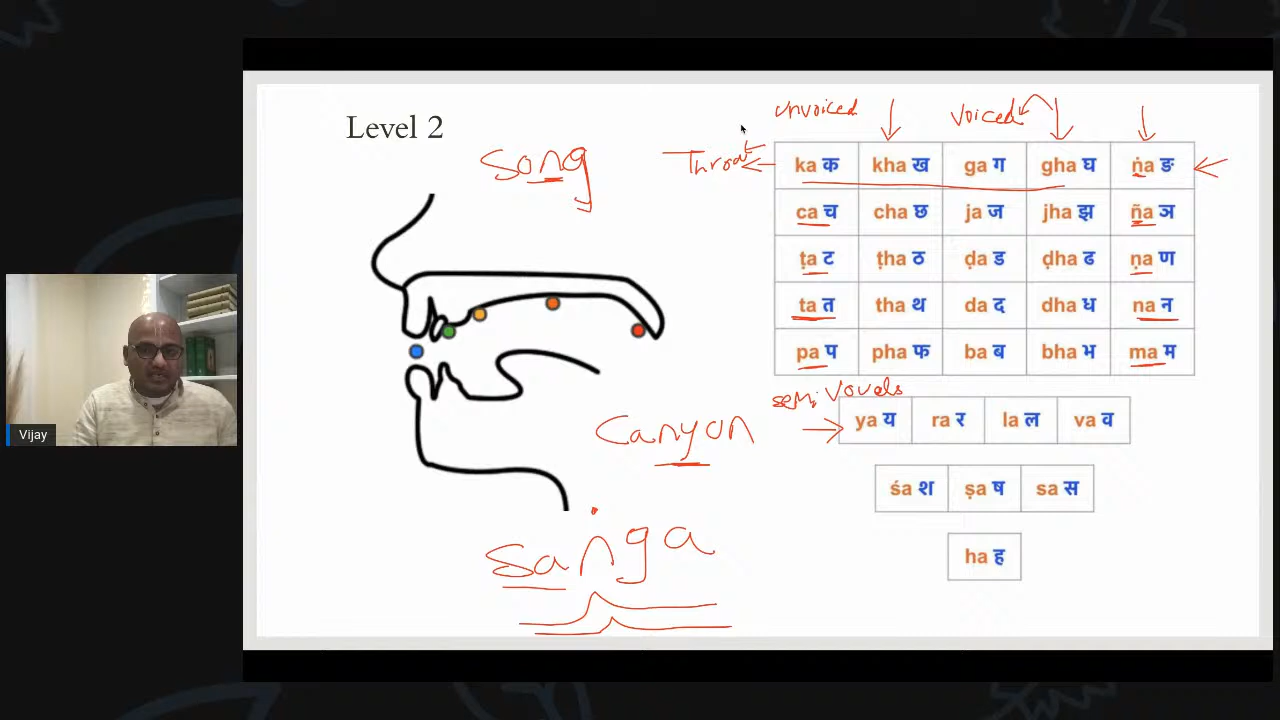 Level 2
unvoiced
voiced
song
Throat
ka क kha ख ga ग gha घ ṅa ङ
ca च cha छ ja ज jha झ ña ञ
ṭa ट ṭha ठ ḍa ड ḍha ढ ṇa ण
ta त tha थ da द dha ध na न
pa प pha फ ba ब bha भ ma म
semi vowels
ya य ra र la ल va व
Canyon
śa श ṣa ष sa स
saṅga
ha ह
Vijay